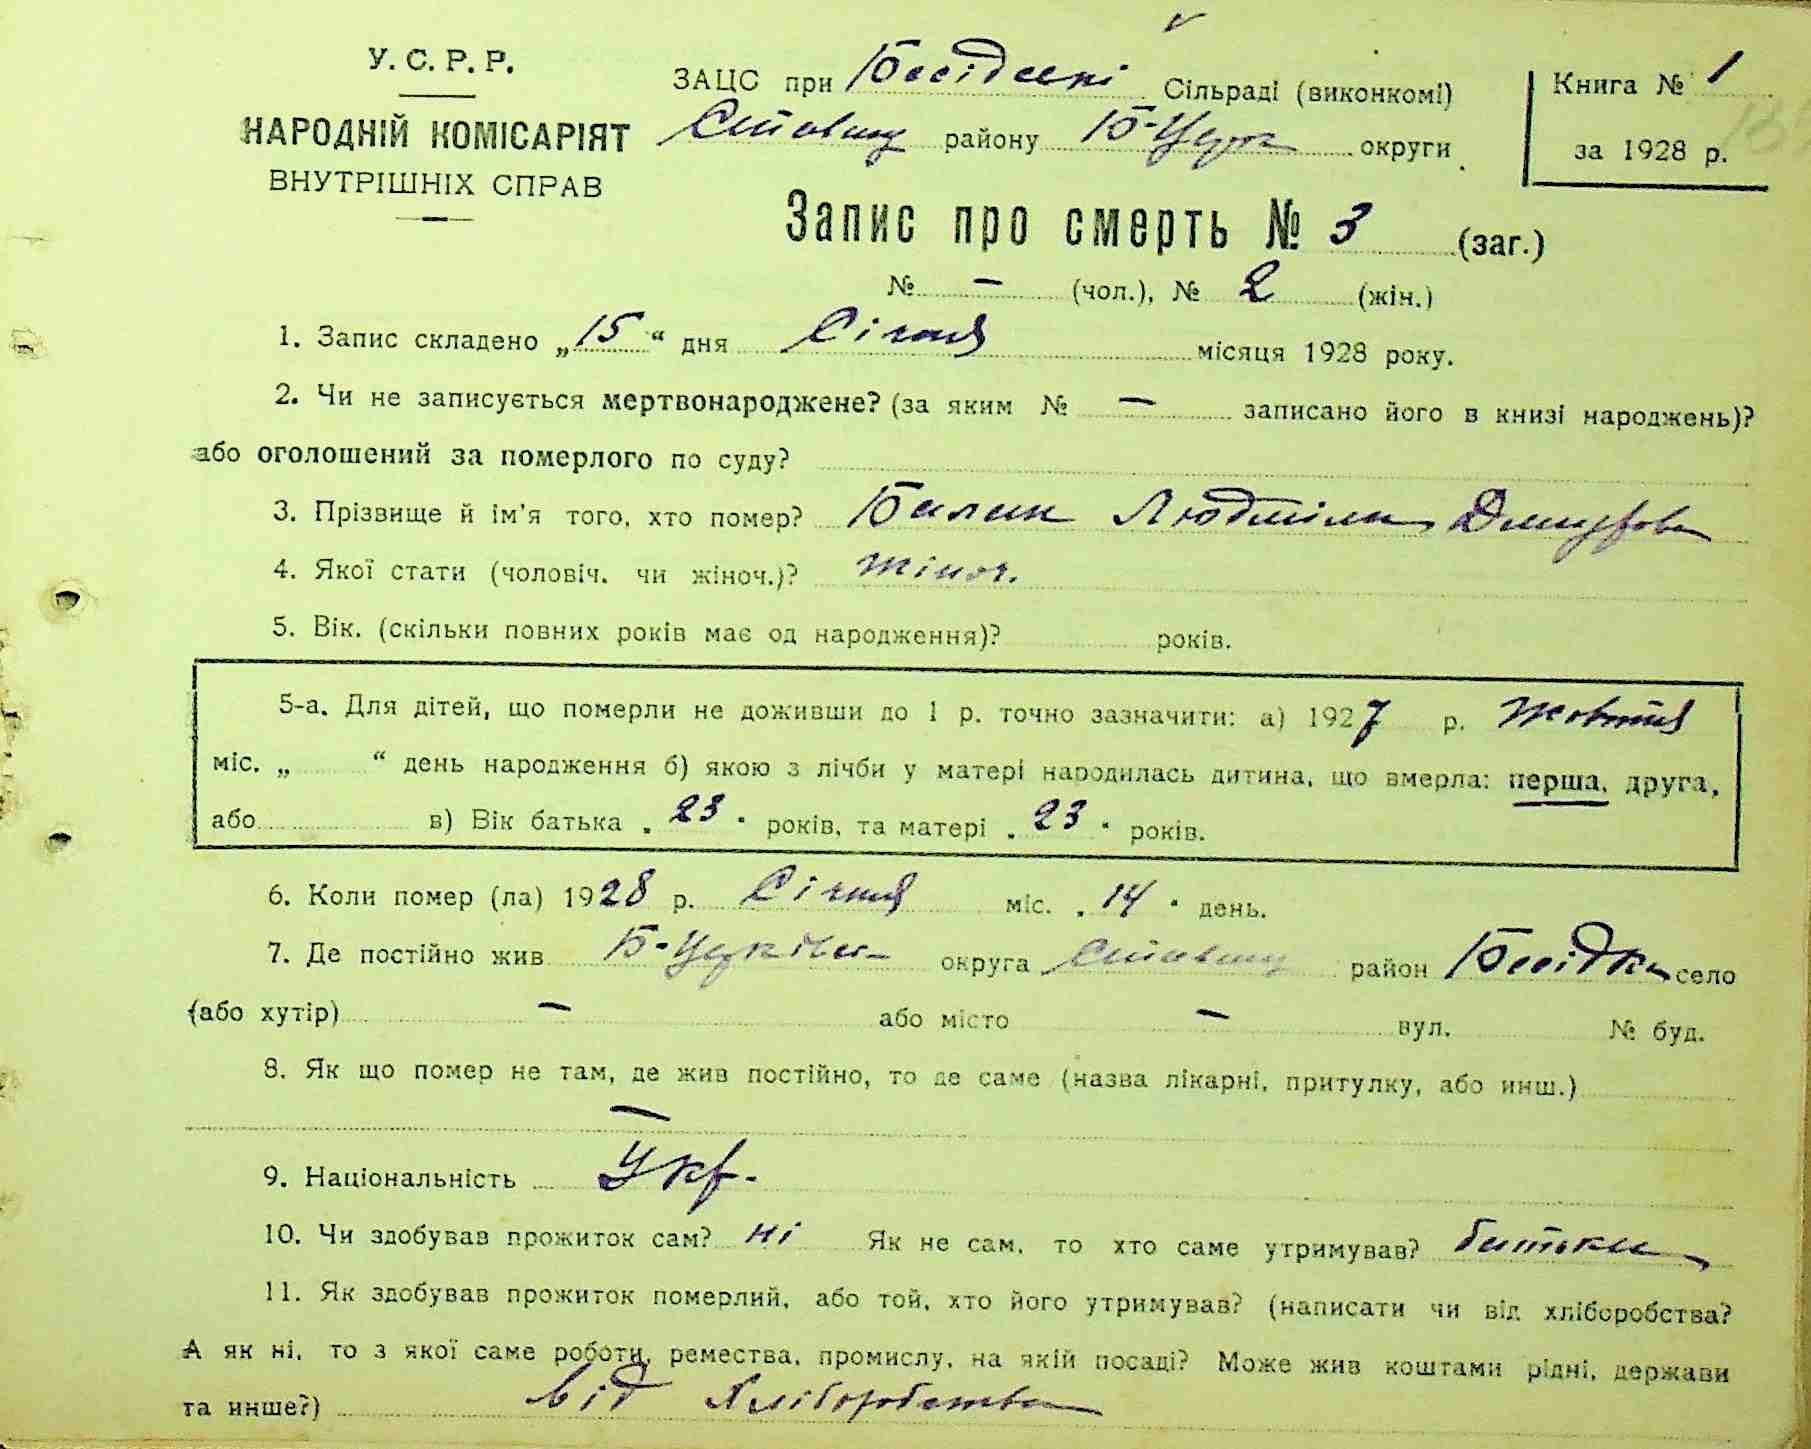 У. С. Р. Р.
НАРОДНІЙ КОМІСАРІЯТ
ВНУТРІШНІХ СПРАВ
ЗАЦС при Бесідській Сільраді (виконкомі)
Ставищ району Б-Церк округи
Книга № 1
за 1928 р.
Запис про смерть № 3 (заг.)
№ — (чол.), № 2 (жін.)
1. Запис складено „15“ дня Січня місяця 1928 року.
2. Чи не записується мертвонароджене? (за яким № — записано його в книзі народжень)?
або оголошений за померлого по суду?
3. Прізвище й ім'я того, хто помер? Билик Людміла
4. Якої стати (чоловіч. чи жіноч.)? жіноч.
5. Вік. (скільки повних років має од народження)? років.
5-а. Для дітей, що померли не доживши до 1 р. точно зазначити: а) 1927 р. Жовтня
міс. „ “ день народження б) якою з лічби у матері народилась дитина, що вмерла: перша, друга,
або в) Вік батька „23“ років, та матері „23“ років.
6. Коли помер (ла) 1928 р. Січня міс. „14“ день.
7. Де постійно жив Б-Церківськ округа Ставищ район Бесідка село
(або хутір) — або місто — вул. № буд.
8. Як що помер не там, де жив постійно, то де саме (назва лікарні, притулку, або инш.)
—
9. Національність Укр.
10. Чи здобував прожиток сам? ні Як не сам, то хто саме утримував? батьки
11. Як здобував прожиток померлий, або той, хто його утримував? (написати чи від хліборобства?
А як ні, то з якої саме роботи, ремества, промислу, на якій посаді? Може жив коштами рідні, держави
та инше?) від хліборобства